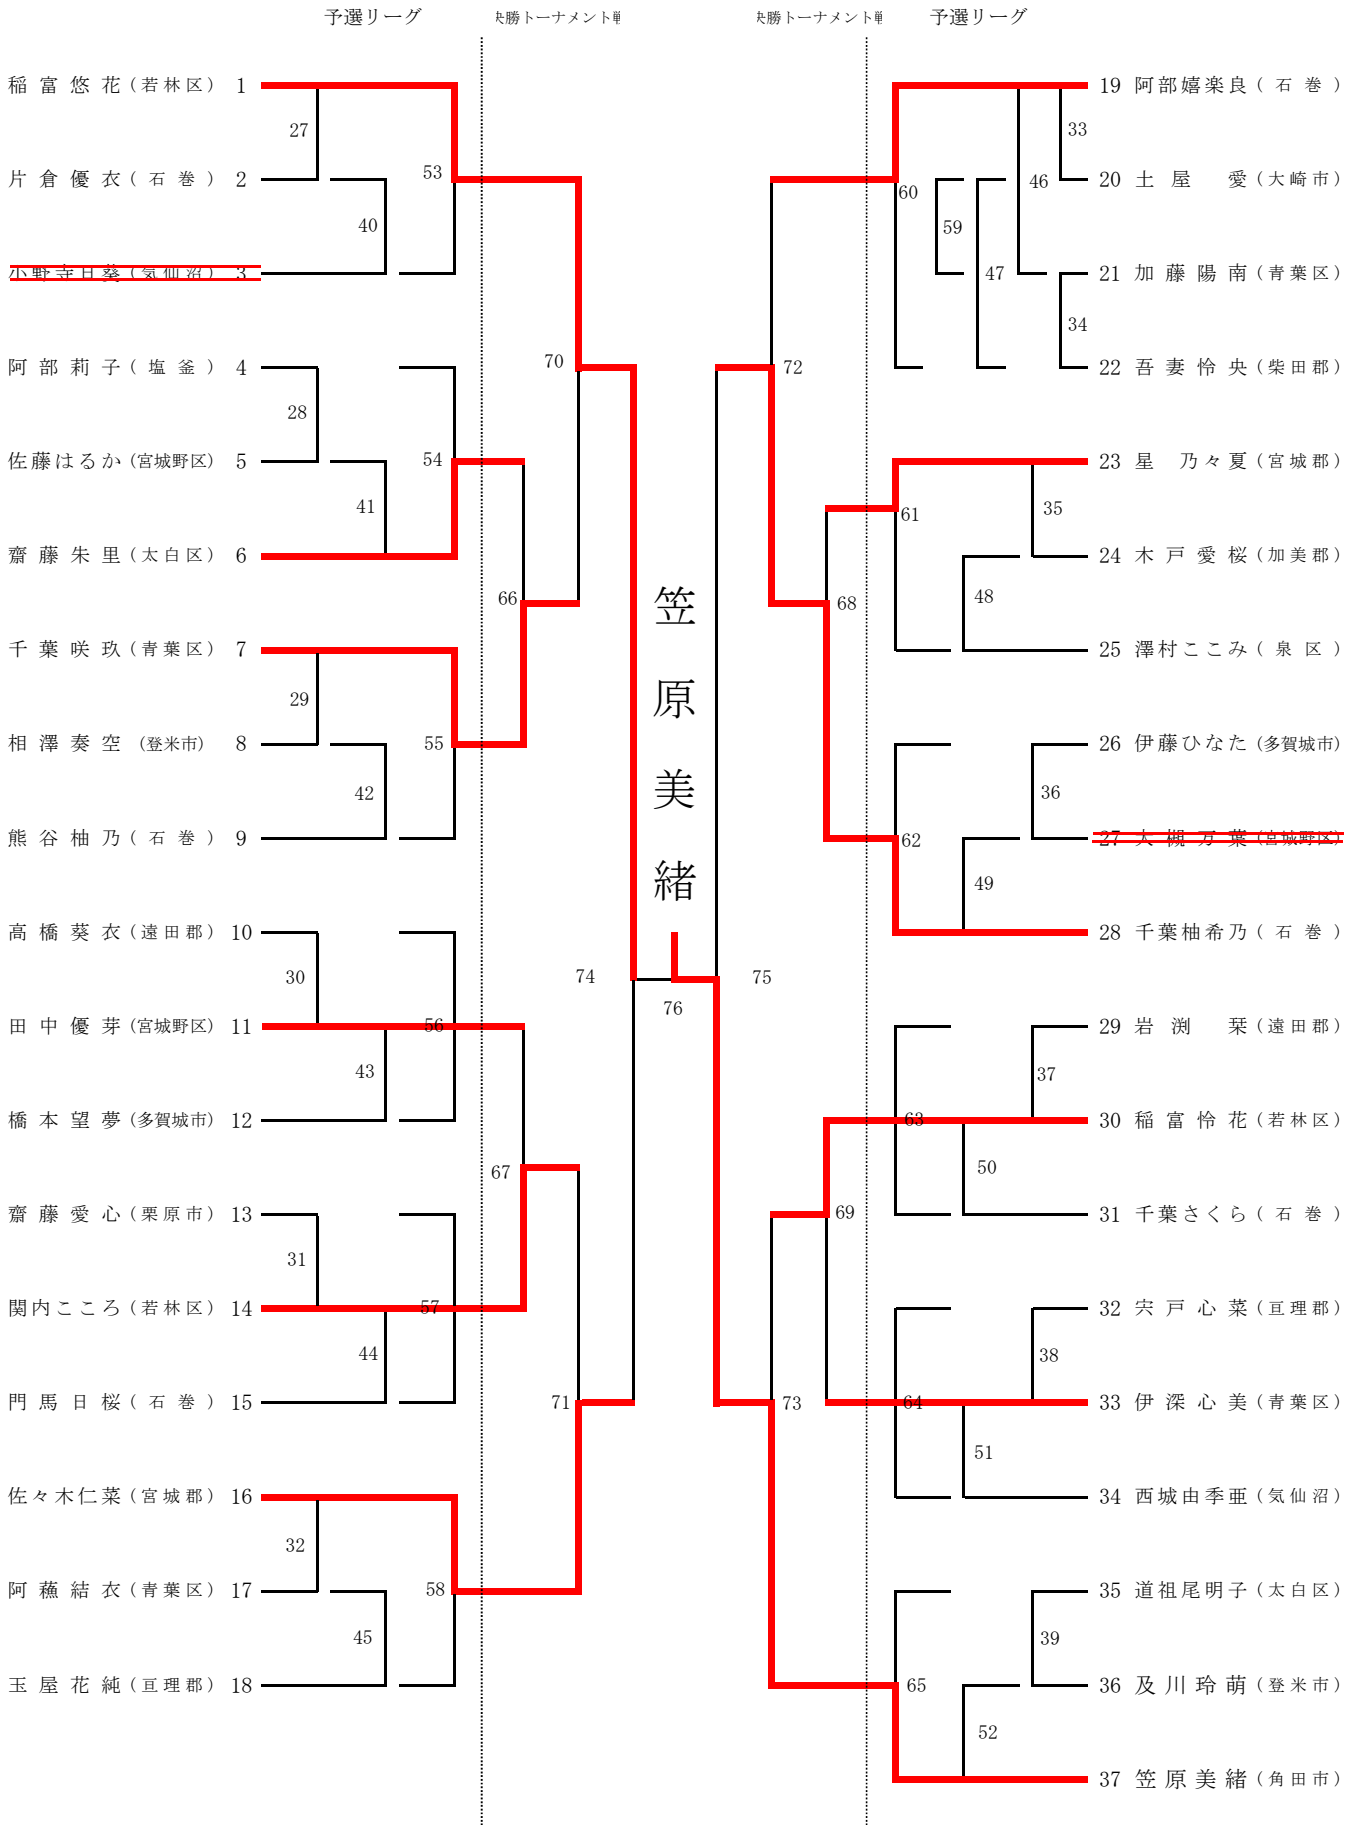 予選リーグ
決勝トーナメント戦
決勝トーナメント戦
予選リーグ
稲富悠花（若林区） 1
片倉優衣（石巻） 2
小野寺日葵（気仙沼） 3
阿部莉子（塩釜） 4
佐藤はるか（宮城野区） 5
齋藤朱里（太白区） 6
千葉咲玖（青葉区） 7
相澤奏空（登米市） 8
熊谷柚乃（石巻） 9
高橋葵衣（遠田郡） 10
田中優芽（宮城野区） 11
橋本望夢（多賀城市） 12
齋藤愛心（栗原市） 13
関内こころ（若林区） 14
門馬日桜（石巻） 15
佐々木仁菜（宮城郡） 16
阿蘓結衣（青葉区） 17
玉屋花純（亘理郡） 18
27
28
29
30
31
32
40
41
42
43
44
45
53
54
55
56
57
58
66
67
70
71
74
笠原美緒
76
75
72
73
68
69
60
61
62
63
64
65
59
47
46
48
49
50
51
52
33
34
35
36
37
38
39
19 阿部嬉楽良（石巻）
20 土屋 愛（大崎市）
21 加藤陽南（青葉区）
22 吾妻怜央（柴田郡）
23 星 乃々夏（宮城郡）
24 木戸愛桜（加美郡）
25 澤村ここみ（泉区）
26 伊藤ひなた（多賀城市）
27 大槻万葉（宮城野区）
28 千葉柚希乃（石巻）
29 岩渕 栞（遠田郡）
30 稲富怜花（若林区）
31 千葉さくら（石巻）
32 宍戸心菜（亘理郡）
33 伊深心美（青葉区）
34 西城由季亜（気仙沼）
35 道祖尾明子（太白区）
36 及川玲萌（登米市）
37 笠原美緒（角田市）